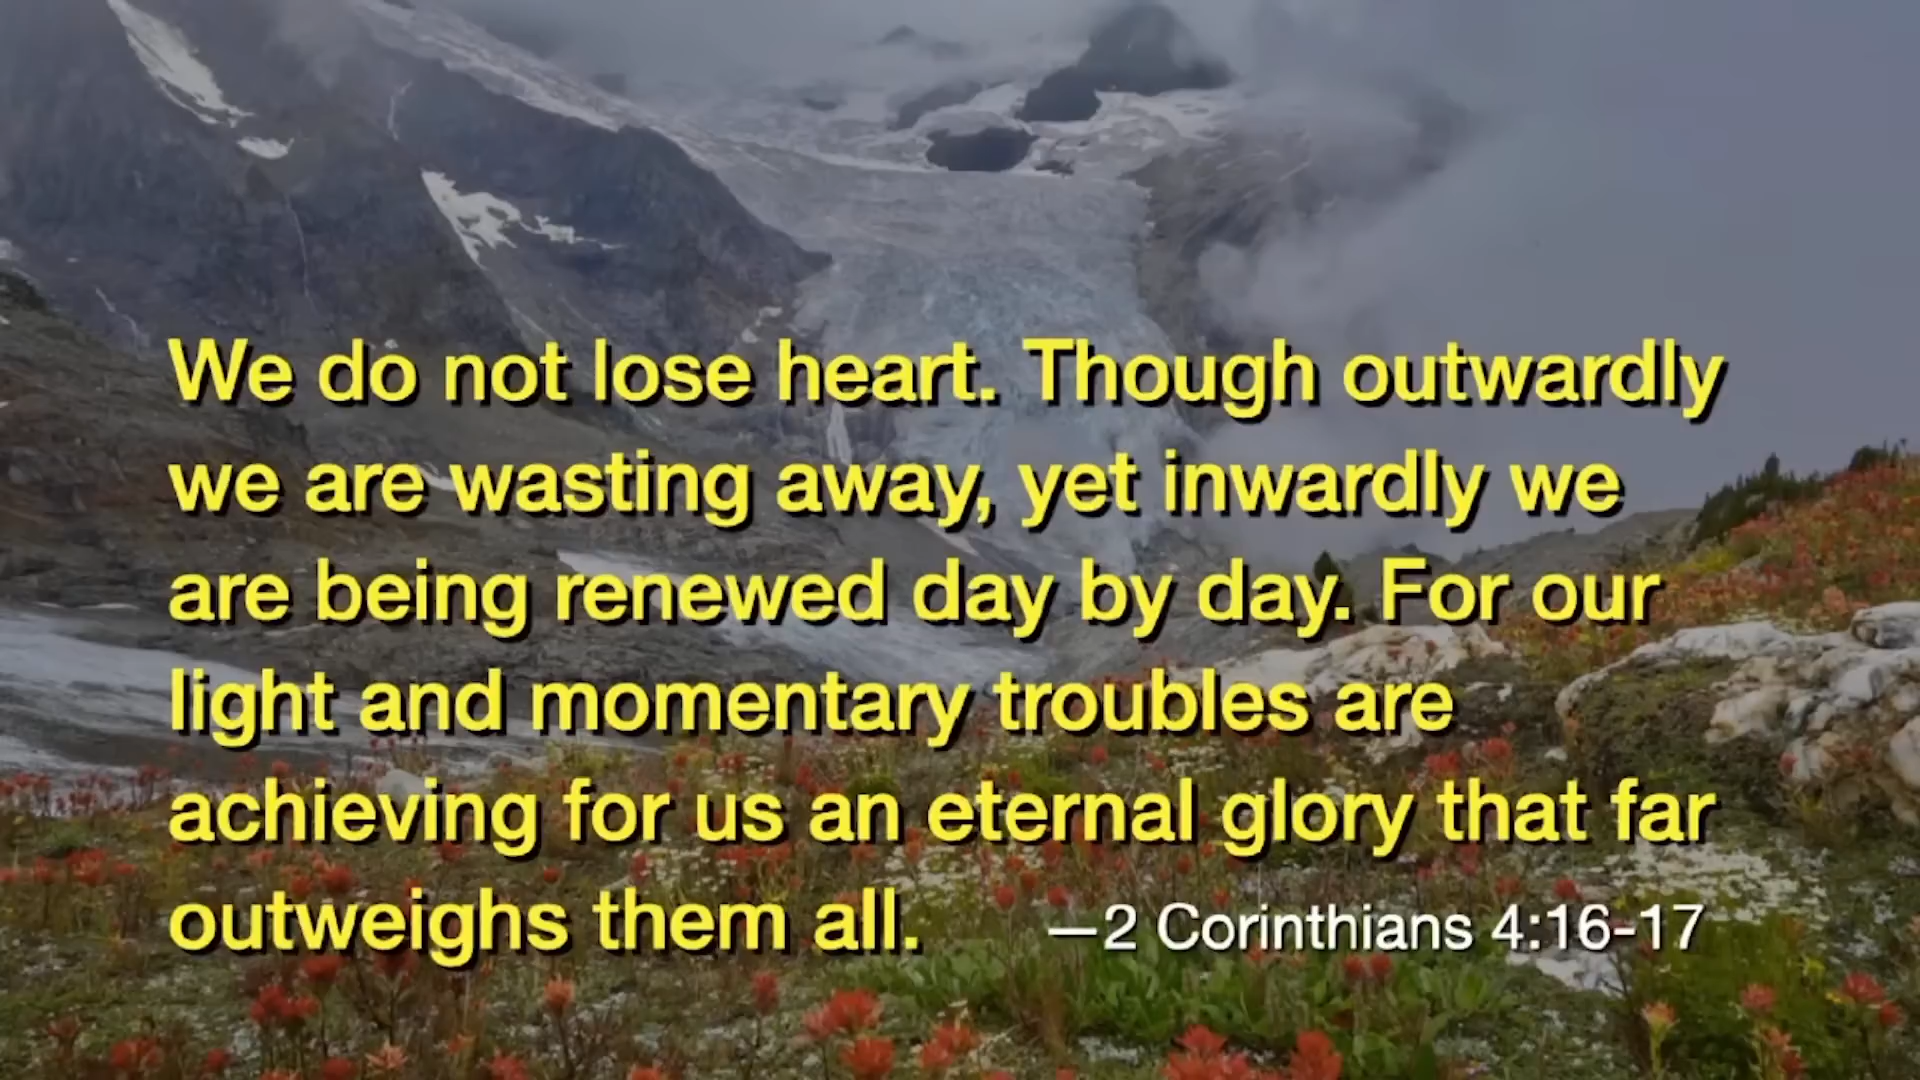 We do not lose heart. Though outwardly
we are wasting away, yet inwardly we
are being renewed day by day. For our
light and momentary troubles are
achieving for us an eternal glory that far
outweighs them all. —2 Corinthians 4:16-17